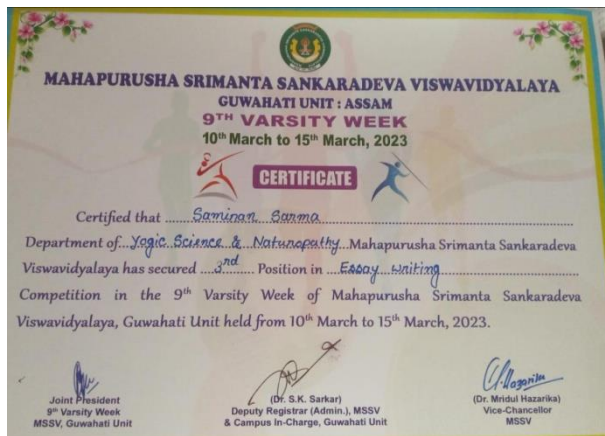 MAHAPURUSHA SRIMANTA SANKARADEVA VISWAVIDYALAYA
GUWAHATI UNIT : ASSAM
9TH VARSITY WEEK
10th March to 15th March, 2023
CERTIFICATE
Certified that Saminan Sarma
Department of Yogic Science & Naturopathy Mahapurusha Srimanta Sankaradeva
Viswavidyalaya has secured 3rd Position in Essay writing
Competition in the 9th Varsity Week of Mahapurusha Srimanta Sankaradeva
Viswavidyalaya, Guwahati Unit held from 10th March to 15th March, 2023.
Joint President
9th Varsity Week
MSSV, Guwahati Unit
(Dr. S.K. Sarkar)
Deputy Registrar (Admin.), MSSV
& Campus In-Charge, Guwahati Unit
(Dr. Mridul Hazarika)
Vice-Chancellor
MSSV